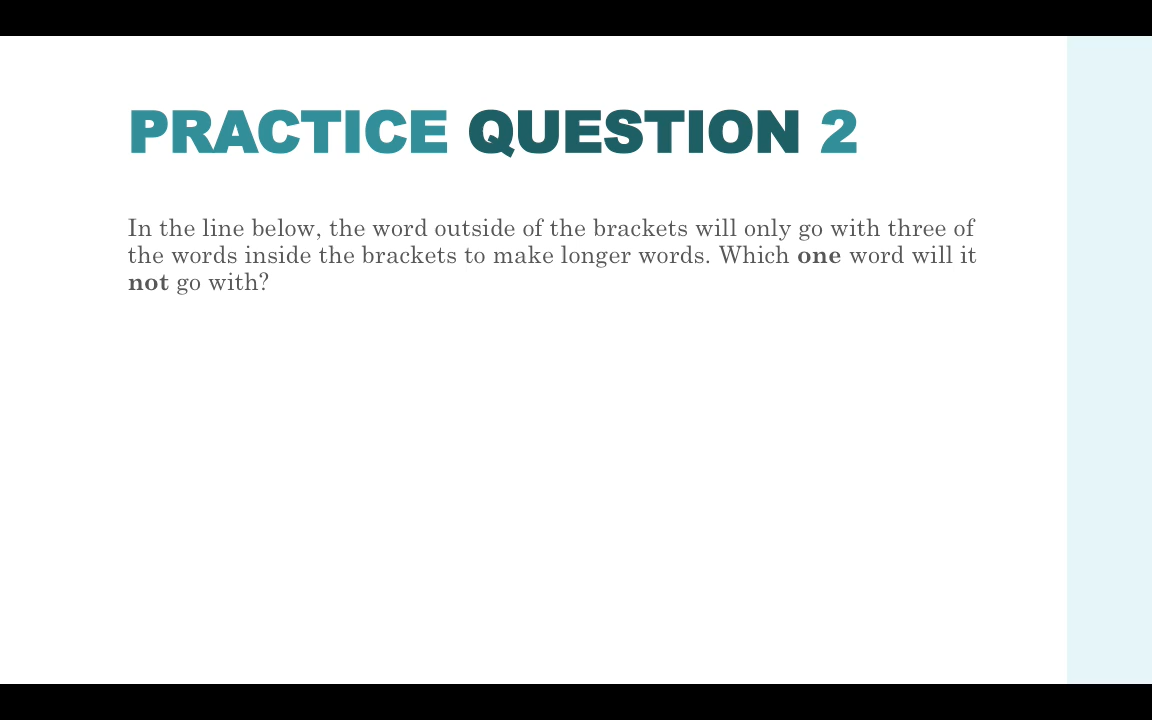 PRACTICE QUESTION 2
In the line below, the word outside of the brackets will only go with three of
the words inside the brackets to make longer words. Which one word will it
not go with?